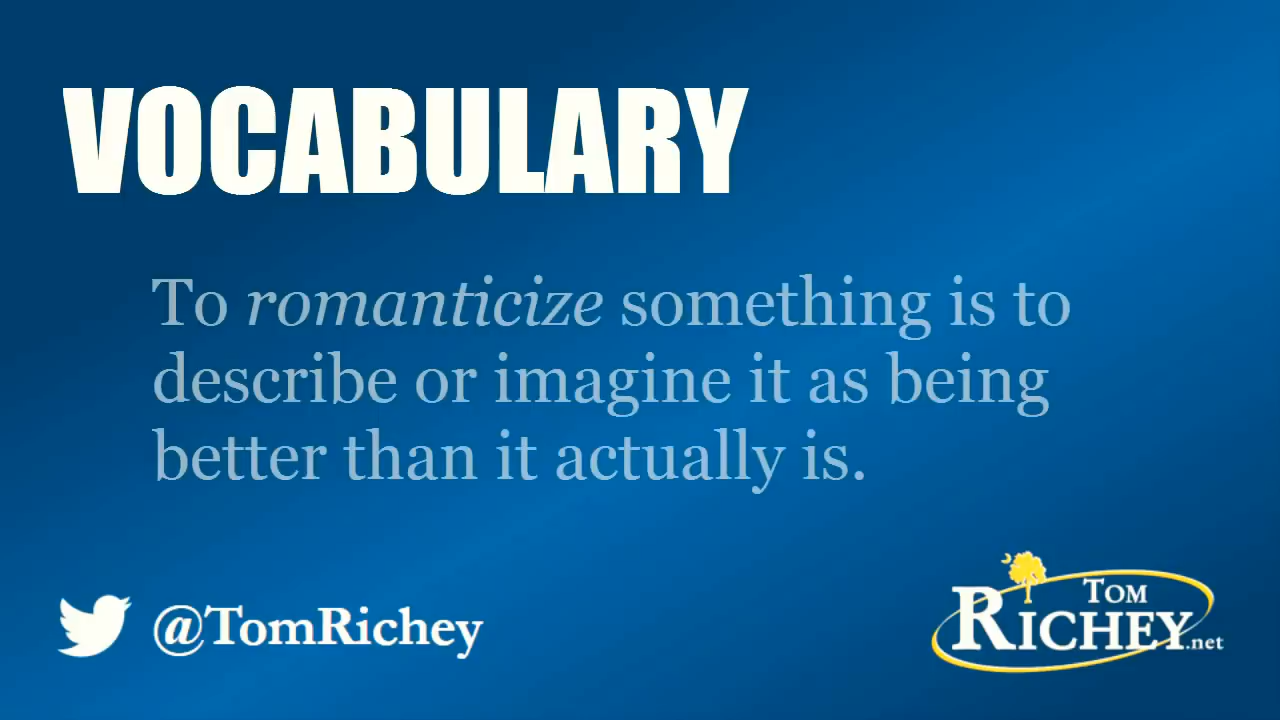 VOCABULARY
To romanticize something is to
describe or imagine it as being
better than it actually is.
@TomRichey
TOM
RICHEY.net